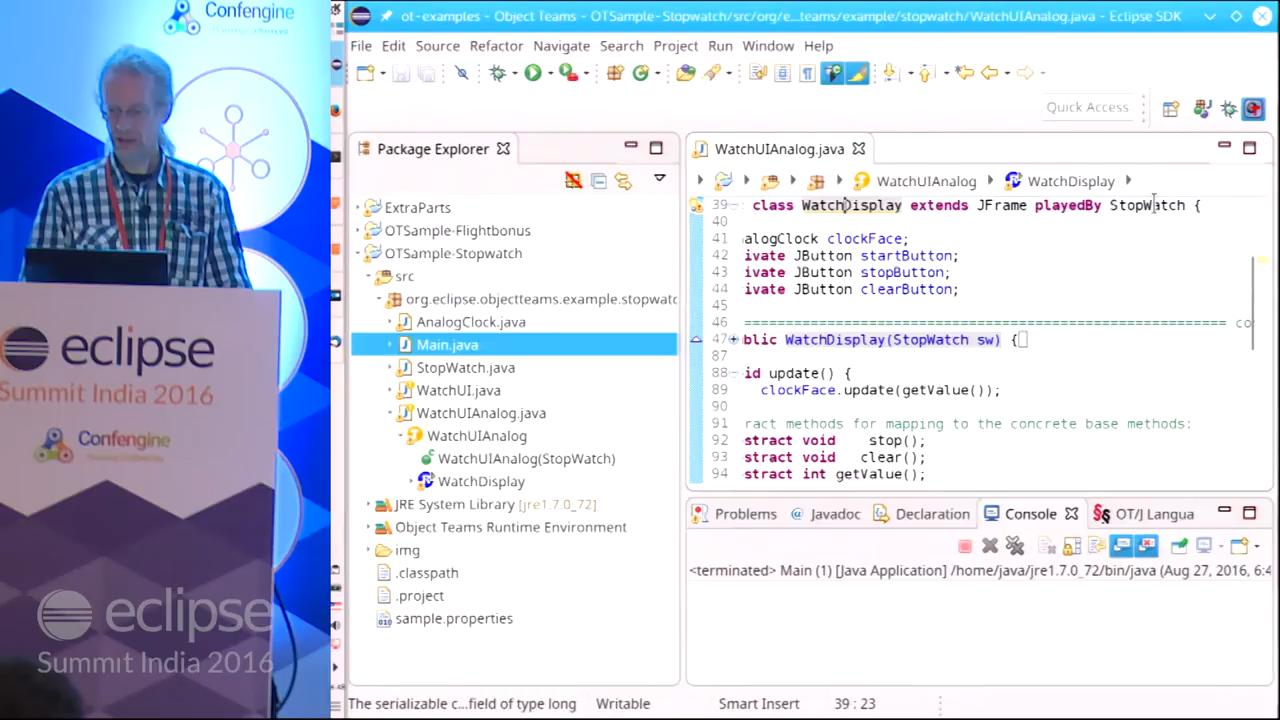 Confengine
eclipse
Summit India 2016
Confengine
eclipse
Summit India 2016
ot-examples - Object Teams - OTSample-Stopwatch/src/org/e...teams/example/stopwatch/WatchUIAnalog.java - Eclipse SDK
File Edit Source Refactor Navigate Search Project Run Window Help
Quick Access
Package Explorer
ExtraParts
OTSample-Flightbonus
OTSample-Stopwatch
src
org.eclipse.objectteams.example.stopwatc
AnalogClock.java
Main.java
StopWatch.java
WatchUI.java
WatchUIAnalog.java
WatchUIAnalog
WatchUIAnalog(StopWatch)
WatchDisplay
JRE System Library [jre1.7.0_72]
Object Teams Runtime Environment
img
.classpath
.project
sample.properties
WatchUIAnalog.java
WatchUIAnalog WatchDisplay
39 class WatchDisplay extends JFrame playedBy StopWatch {
40
41 alogClock clockFace;
42 ivate JButton startButton;
43 ivate JButton stopButton;
44 ivate JButton clearButton;
45
46 ========================================================== co
47 blic WatchDisplay(StopWatch sw) {
87
88 id update() {
89 clockFace.update(getValue());
90
91 ract methods for mapping to the concrete base methods:
92 stract void stop();
93 stract void clear();
94 stract int getValue();
Problems @ Javadoc Declaration Console OT/J Langua
<terminated> Main (1) [Java Application] /home/java/jre1.7.0_72/bin/java (Aug 27, 2016, 6:4
The serializable c...field of type long Writable Smart Insert 39 : 23